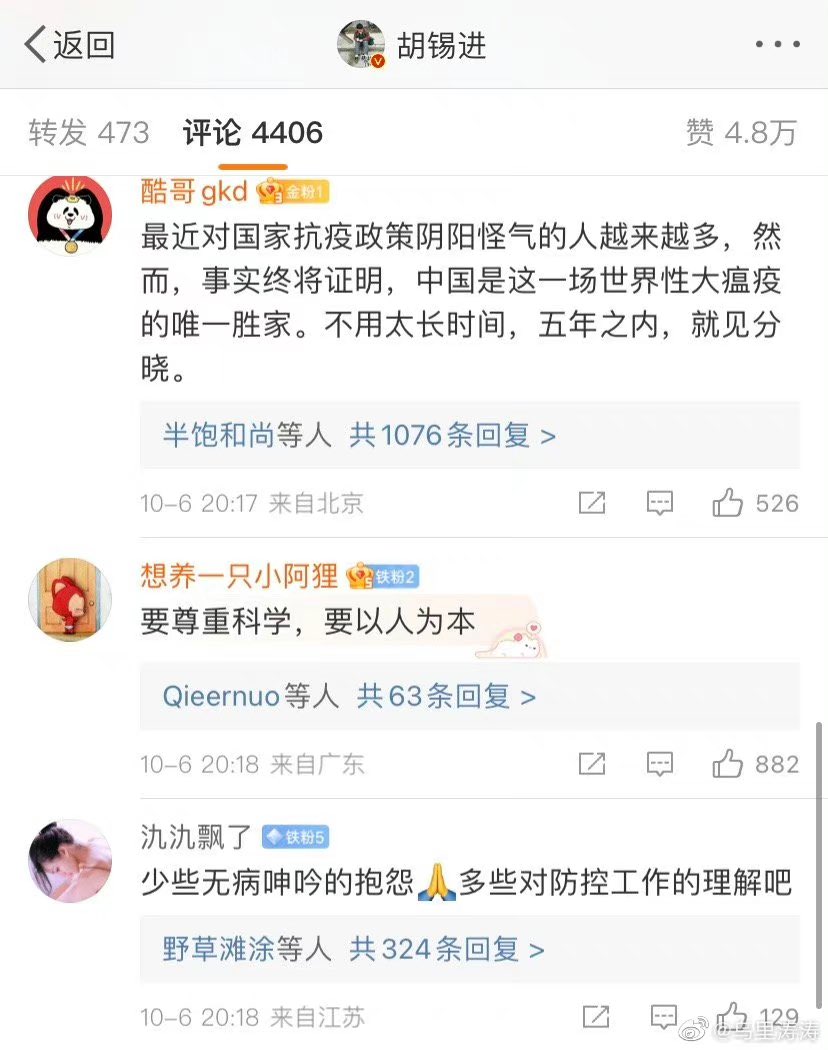 返回
胡锡进
转发 473 评论 4406 赞 4.8万
酷哥gkd 金粉1
最近对国家抗疫政策阴阳怪气的人越来越多，然
而，事实终将证明，中国是这一场世界性大瘟疫
的唯一胜家。不用太长时间，五年之内，就见分
晓。
半饱和尚等人 共1076条回复 >
10-6 20:17 来自北京 526
想养一只小阿狸 铁粉2
要尊重科学，要以人为本
Qieernuo等人 共63条回复 >
10-6 20:18 来自广东 882
氿氿飘了 铁粉5
少些无病呻吟的抱怨🙏多些对防控工作的理解吧
野草滩涂等人 共324条回复 >
10-6 20:18 来自江苏 129
@乌里涛涛